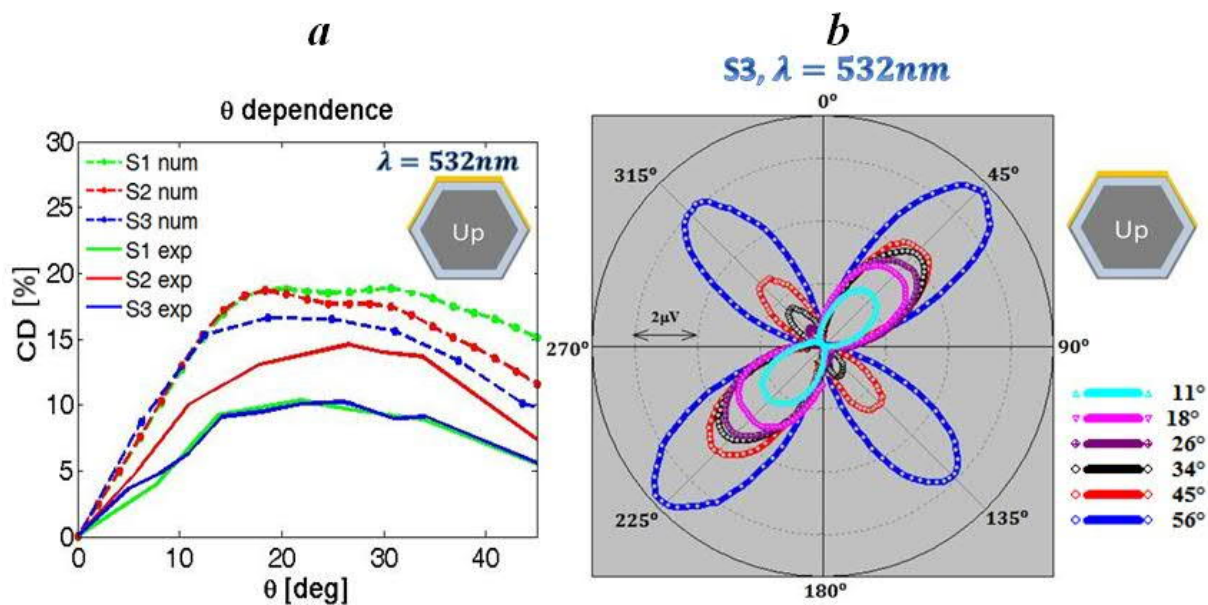 a
b
S3, λ = 532nm
θ dependence
λ = 532nm
CD [%]
30
25
20
15
10
5
0
S1 num
S2 num
S3 num
S1 exp
S2 exp
S3 exp
Up
0 10 20 30 40
θ [deg]
0°
315° 45°
2μV
270° 90°
225° 135°
180°
Up
11°
18°
26°
34°
45°
56°